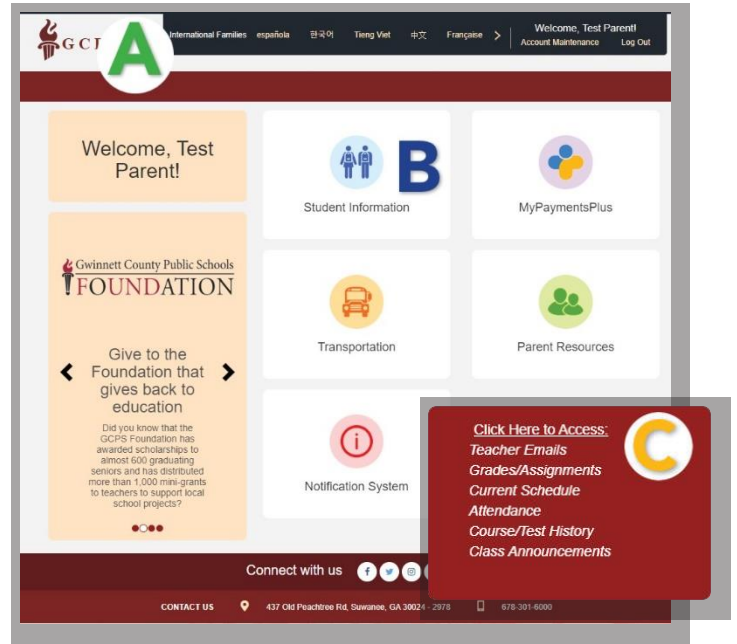 GCP
A
International Families española 한국어 Tieng Viet 中文 Française
Welcome, Test Parent!
Account Maintenance Log Out
Welcome, Test
Parent!
B
Student Information
MyPaymentsPlus
Gwinnett County Public Schools
FOUNDATION
Give to the
Foundation that
gives back to
education
Did you know that the
GCPS Foundation has
awarded scholarships to
almost 600 graduating
seniors and has distributed
more than 1,000 mini-grants
to teachers to support local
school projects?
Transportation
Parent Resources
Notification System
Click Here to Access:
C
Teacher Emails
Grades/Assignments
Current Schedule
Attendance
Course/Test History
Class Announcements
Connect with us
CONTACT US 437 Old Peachtree Rd, Suwanee, GA 30024 - 2978 678-301-6000